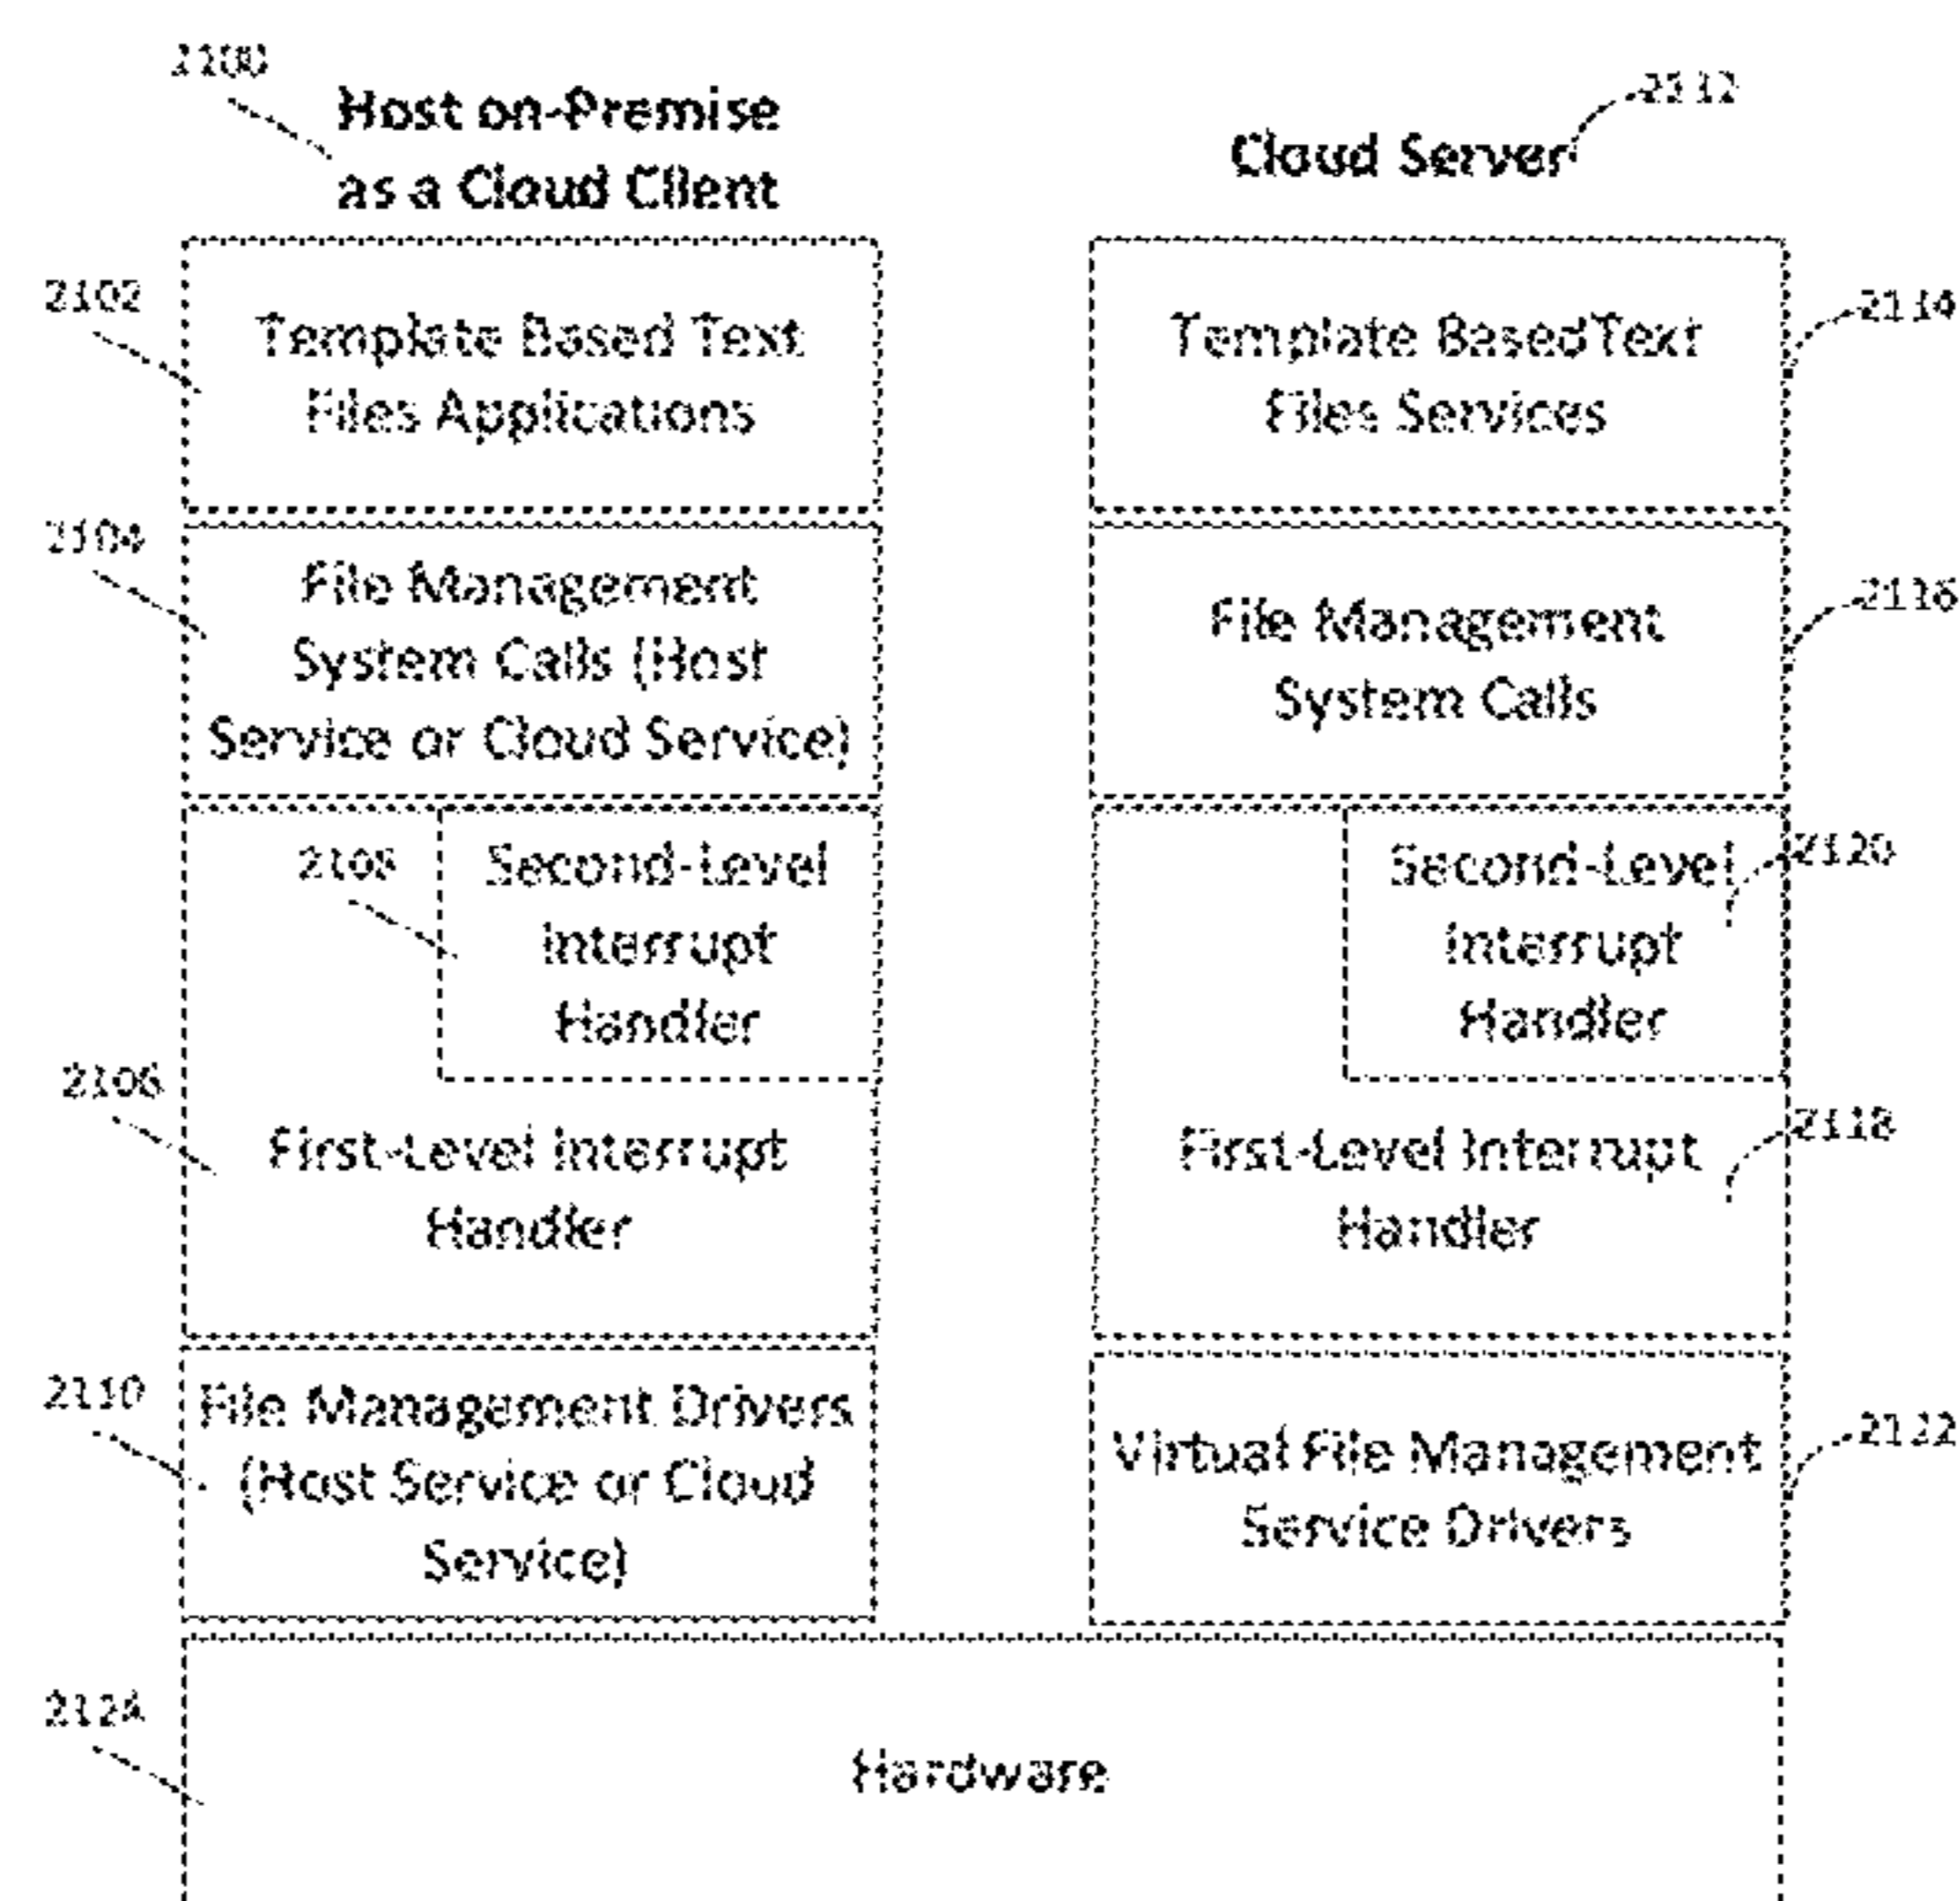 2100
Host on-Premise
as a Cloud Client
2102
Template Based Text
Files Applications
2104
File Management
System Calls (Host
Service or Cloud Service)
2108
Second-Level
Interrupt
Handler
2106
First-Level Interrupt
Handler
2110
File Management Drivers
(Host Service or Cloud
Service)
2112
Cloud Server
2114
Template BasedText
Files Services
2116
File Management
System Calls
2120
Second-Level
Interrupt
Handler
2118
First-Level Interrupt
Handler
2122
Virtual File Management
Service Drivers
2124
Hardware